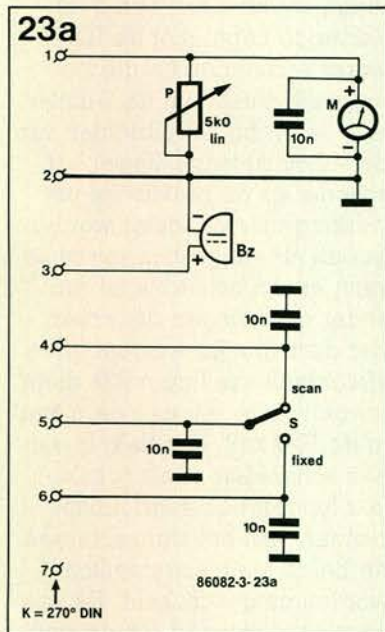 23a
1
P
5k0
lin
10n
+
M
-
2
-
Bz
+
3
10n
4
scan
5
S
10n
fixed
6
10n
7
86082-3-23a
K = 270° DIN